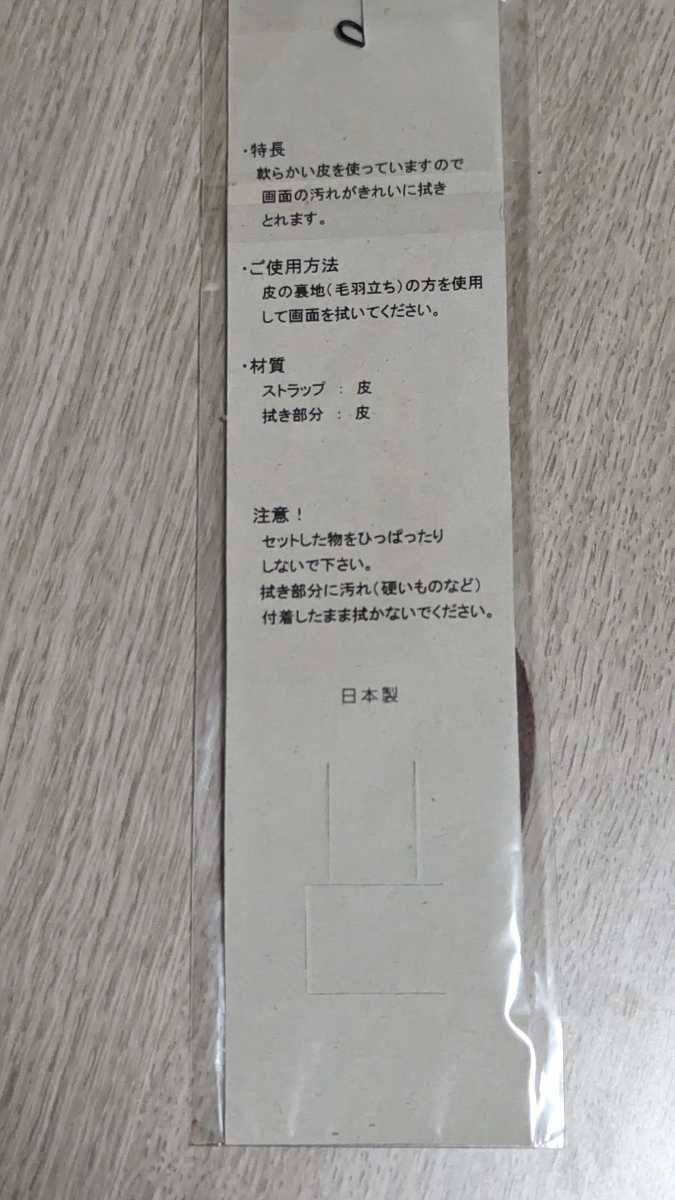 ・特長
軟らかい皮を使っていますので
画面の汚れがきれいに拭き
とれます。
・ご使用方法
皮の裏地(毛羽立ち)の方を使用
して画面を拭いてください。
・材質
ストラップ : 皮
拭き部分 : 皮
注意!
セットした物をひっぱったり
しないで下さい。
拭き部分に汚れ(硬いものなど)
付着したまま拭かないでください。
日本製